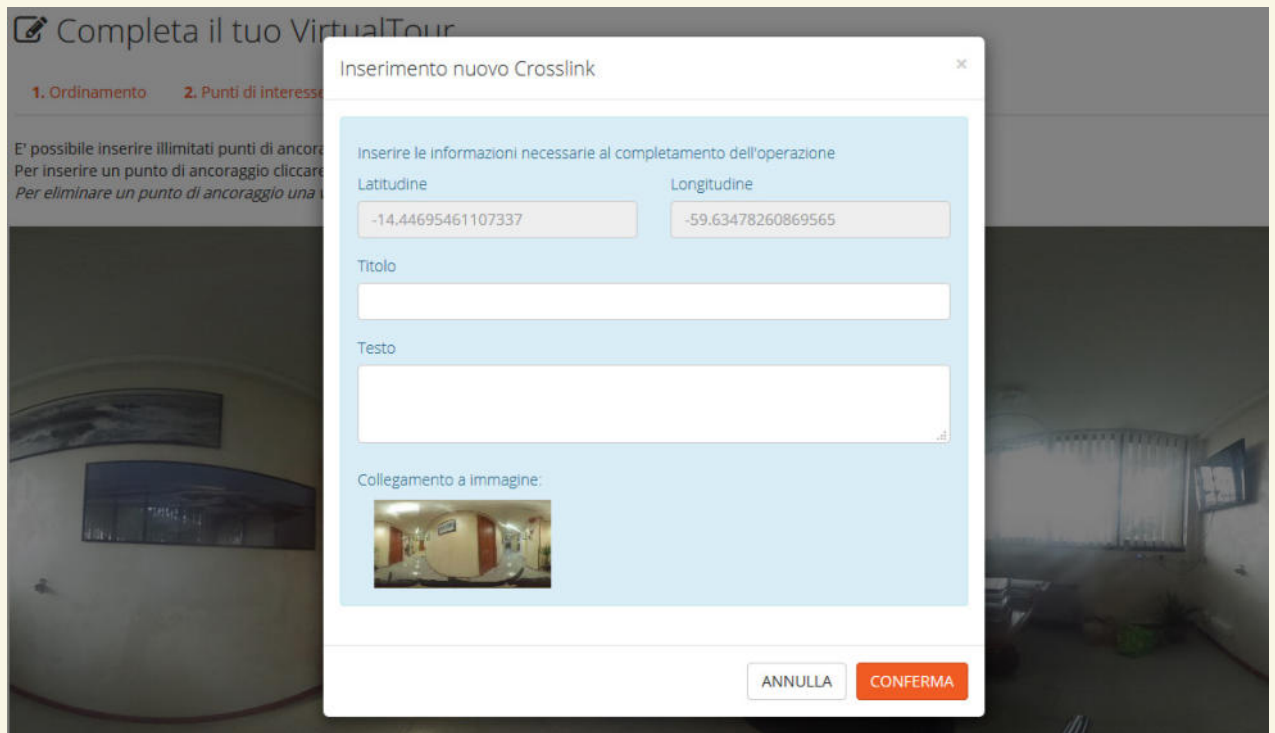 Completa il tuo VirtualTour
Inserimento nuovo Crosslink
×
1. Ordinamento 2. Punti di interesse
E' possibile inserire illimitati punti di
Per inserire un punto di ancoraggio cliccare
Per eliminare un punto di ancoraggio una
Inserire le informazioni necessarie al completamento dell'operazione
Latitudine Longitudine
-14.44695461107337 -59.63478260869565
Titolo
Testo
Collegamento a immagine:
ANNULLA CONFERMA